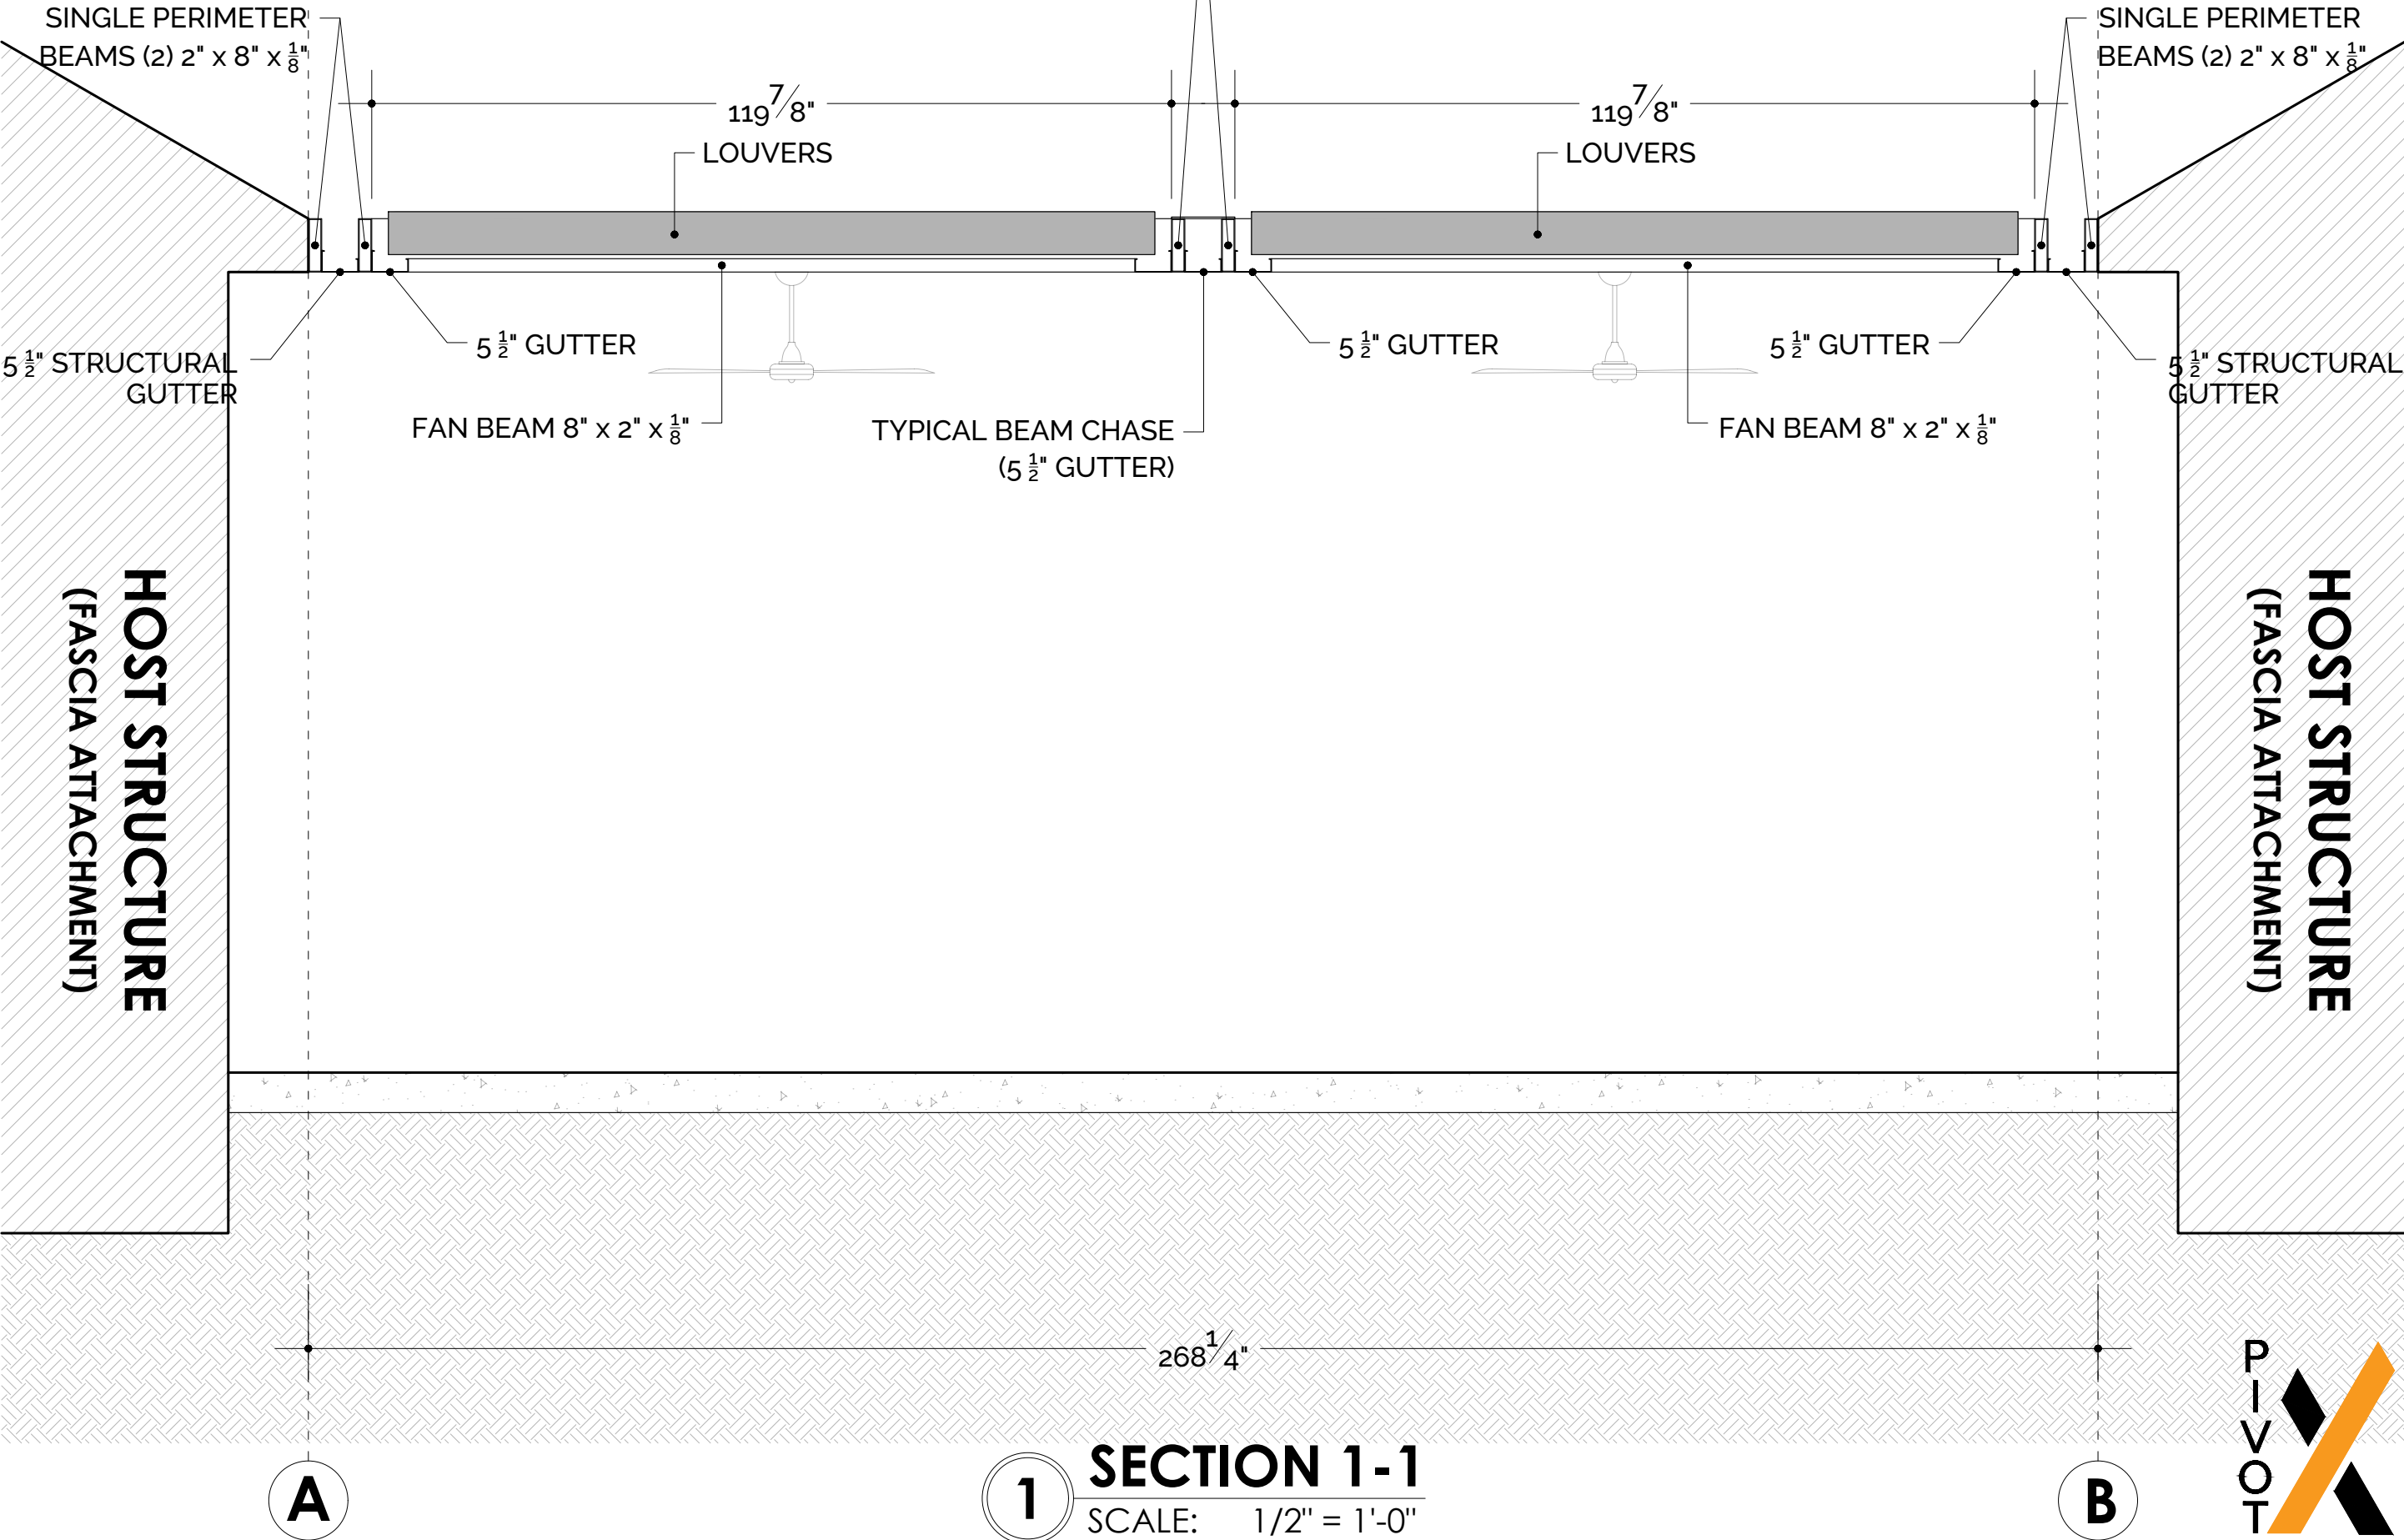 SINGLE PERIMETER
BEAMS (2) 2" x 8" x 1/8"
SINGLE PERIMETER
BEAMS (2) 2" x 8" x 1/8"
119 7/8"
119 7/8"
LOUVERS
LOUVERS
5 1/2" GUTTER
5 1/2" GUTTER
5 1/2" GUTTER
5 1/2" STRUCTURAL
GUTTER
5 1/2" STRUCTURAL
GUTTER
FAN BEAM 8" x 2" x 1/8"
TYPICAL BEAM CHASE
(5 1/2" GUTTER)
FAN BEAM 8" x 2" x 1/8"
HOST STRUCTURE
(FASCIA ATTACHMENT)
HOST STRUCTURE
(FASCIA ATTACHMENT)
268 1/4"
A
1
SECTION 1-1
SCALE: 1/2" = 1'-0"
B
PIVOT